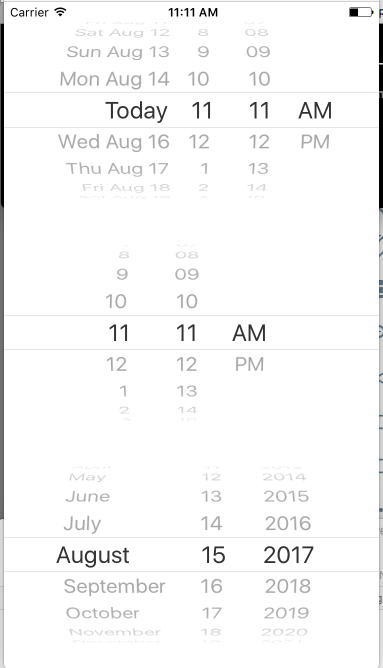 Carrier 11:11 AM
Sat Aug 12 8 08
Sun Aug 13 9 09
Mon Aug 14 10 10
Today 11 11 AM
Wed Aug 16 12 12 PM
Thu Aug 17 1 13
Fri Aug 18 2 14
8 08
9 09
10 10
11 11 AM
12 12 PM
1 13
2 14
May 12 2014
June 13 2015
July 14 2016
August 15 2017
September 16 2018
October 17 2019
November 18 2020